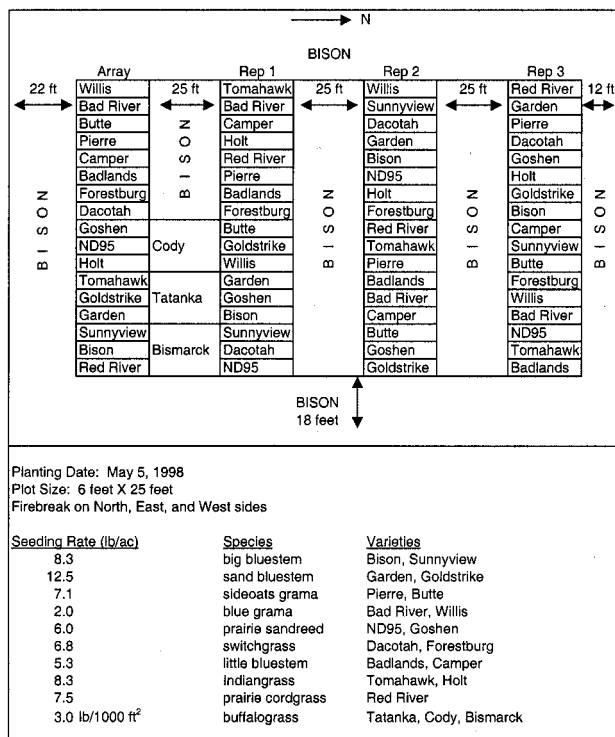 N
BISON
Array Rep 1 Rep 2 Rep 3
22 ft 25 ft 25 ft 25 ft 12 ft
Willis Tomahawk Willis Red River
Bad River Bad River Sunnyview Garden
Butte Camper Dacotah Pierre
Pierre Holt Garden Dacotah
Camper Red River Bison Goshen
Badlands Pierre ND95 Holt
Forestburg Badlands Holt Goldstrike
Dacotah Forestburg Forestburg Bison
Goshen Butte Red River Camper
ND95 Cody Goldstrike Tomahawk Sunnyview
Holt Willis Pierre Butte
Tomahawk Garden Badlands Forestburg
Goldstrike Tatanka Goshen Bad River Willis
Garden Bison Camper Bad River
Sunnyview Sunnyview Butte ND95
Bison Bismarck Dacotah Goshen Tomahawk
Red River ND95 Goldstrike Badlands
BISON
BISON
BISON
BISON
BISON
BISON
18 feet
Planting Date: May 5, 1998
Plot Size: 6 feet X 25 feet
Firebreak on North, East, and West sides
Seeding Rate (lb/ac) Species Varieties
8.3 big bluestem Bison, Sunnyview
12.5 sand bluestem Garden, Goldstrike
7.1 sideoats grama Pierre, Butte
2.0 blue grama Bad River, Willis
6.0 prairie sandreed ND95, Goshen
6.8 switchgrass Dacotah, Forestburg
5.3 little bluestem Badlands, Camper
8.3 Indiangrass Tomahawk, Holt
7.5 prairie cordgrass Red River
3.0 lb/1000 ft² buffalograss Tatanka, Cody, Bismarck